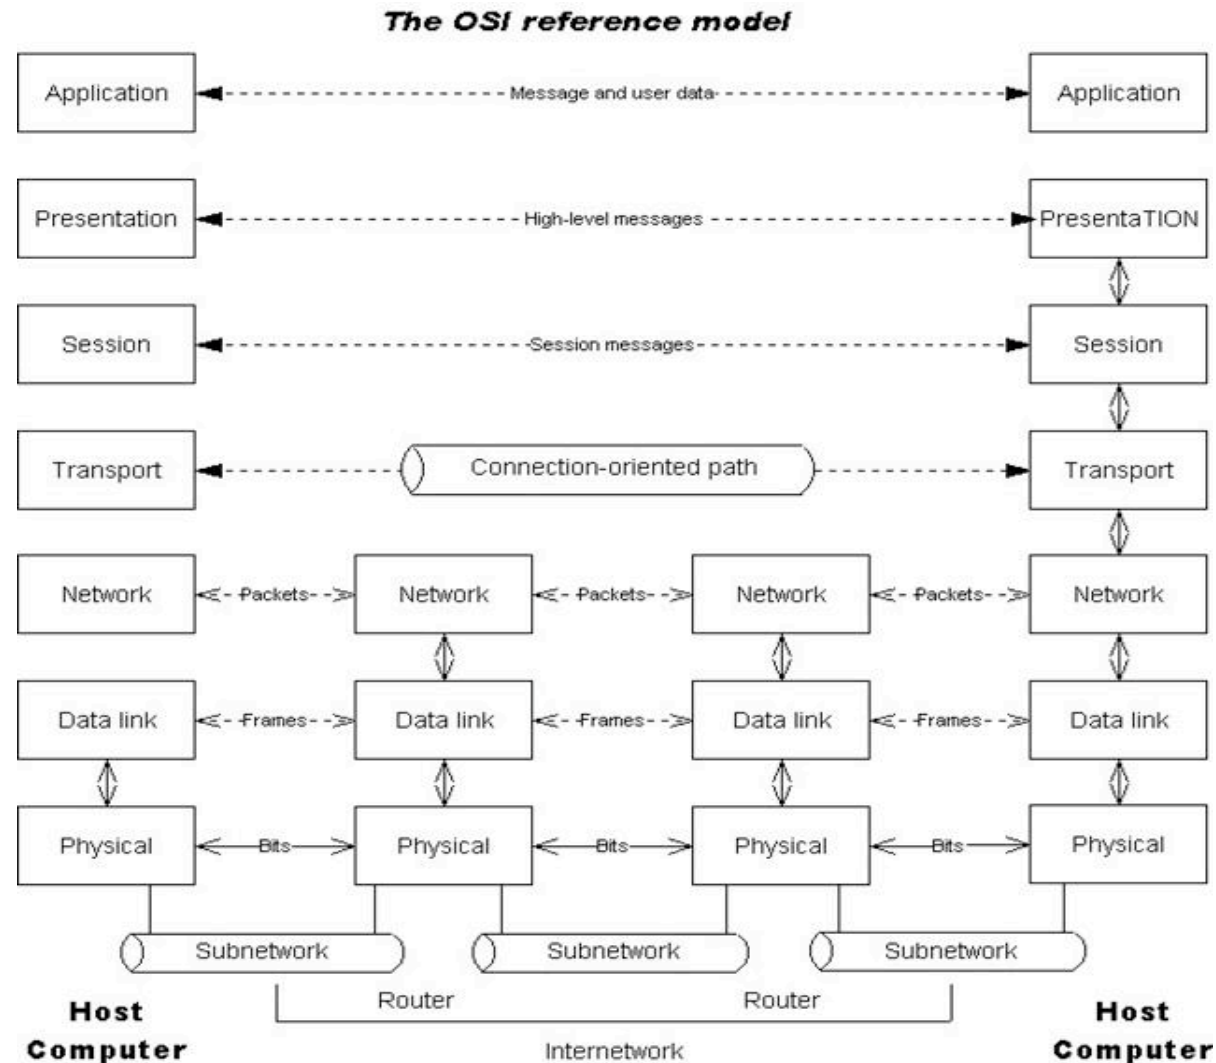 The OSI reference model
Application
Message and user data
Application
Presentation
High-level messages
PresentaTION
Session
Session messages
Session
Transport
Connection-oriented path
Transport
Network
Packets
Network
Packets
Network
Packets
Network
Data link
Frames
Data link
Frames
Data link
Frames
Data link
Physical
Bits
Physical
Bits
Physical
Bits
Physical
Subnetwork
Subnetwork
Subnetwork
Router
Router
Host
Computer
Internetwork
Host
Computer